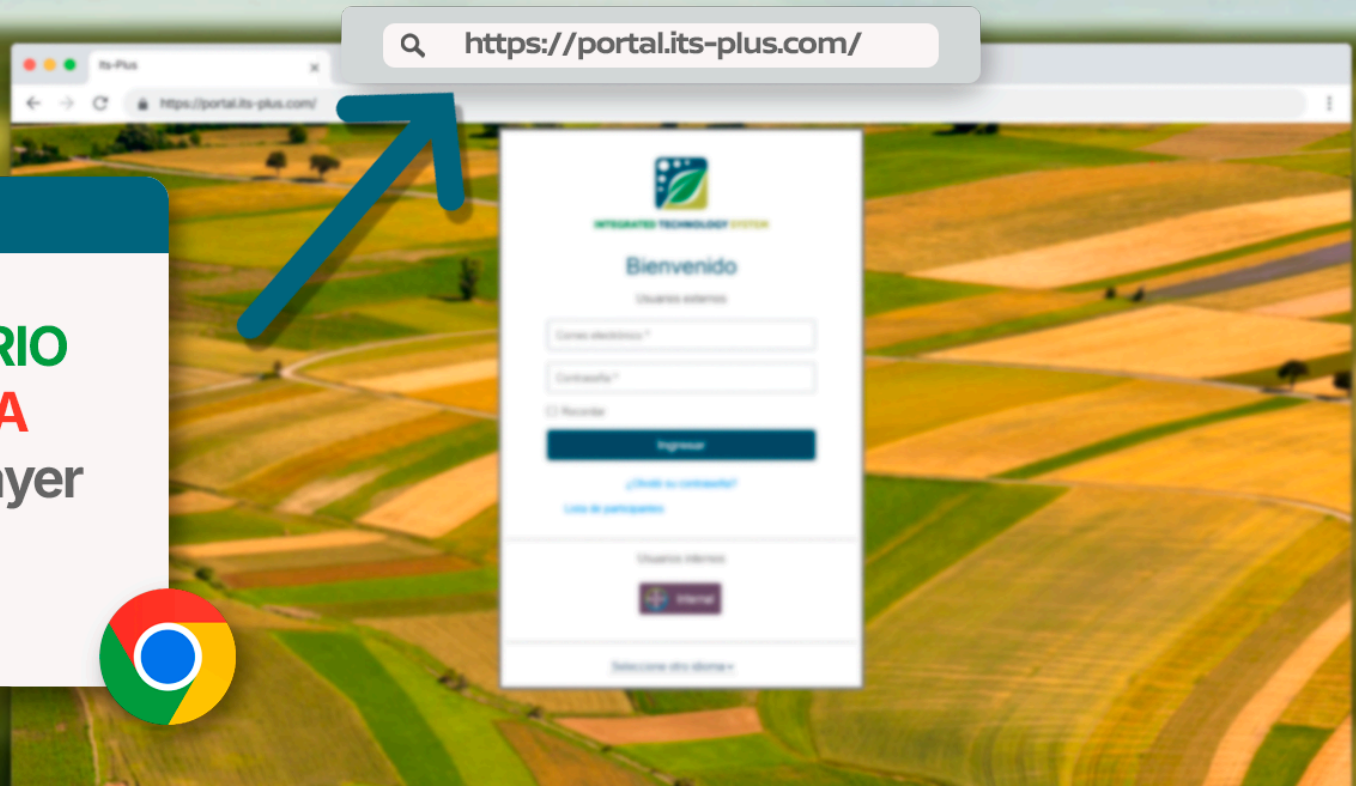 https://portal.its-plus.com/
Its-Plus
https://portal.its-plus.com/
INTEGRATED TECHNOLOGY SYSTEM
Bienvenido
Usuarios externos
Correo electrónico *
Contraseña *
Recordar
Ingresar
¿Olvidó su contraseña?
Lista de participantes
Usuarios internos
Internal
Seleccione otro idioma
RIO
A
ayer